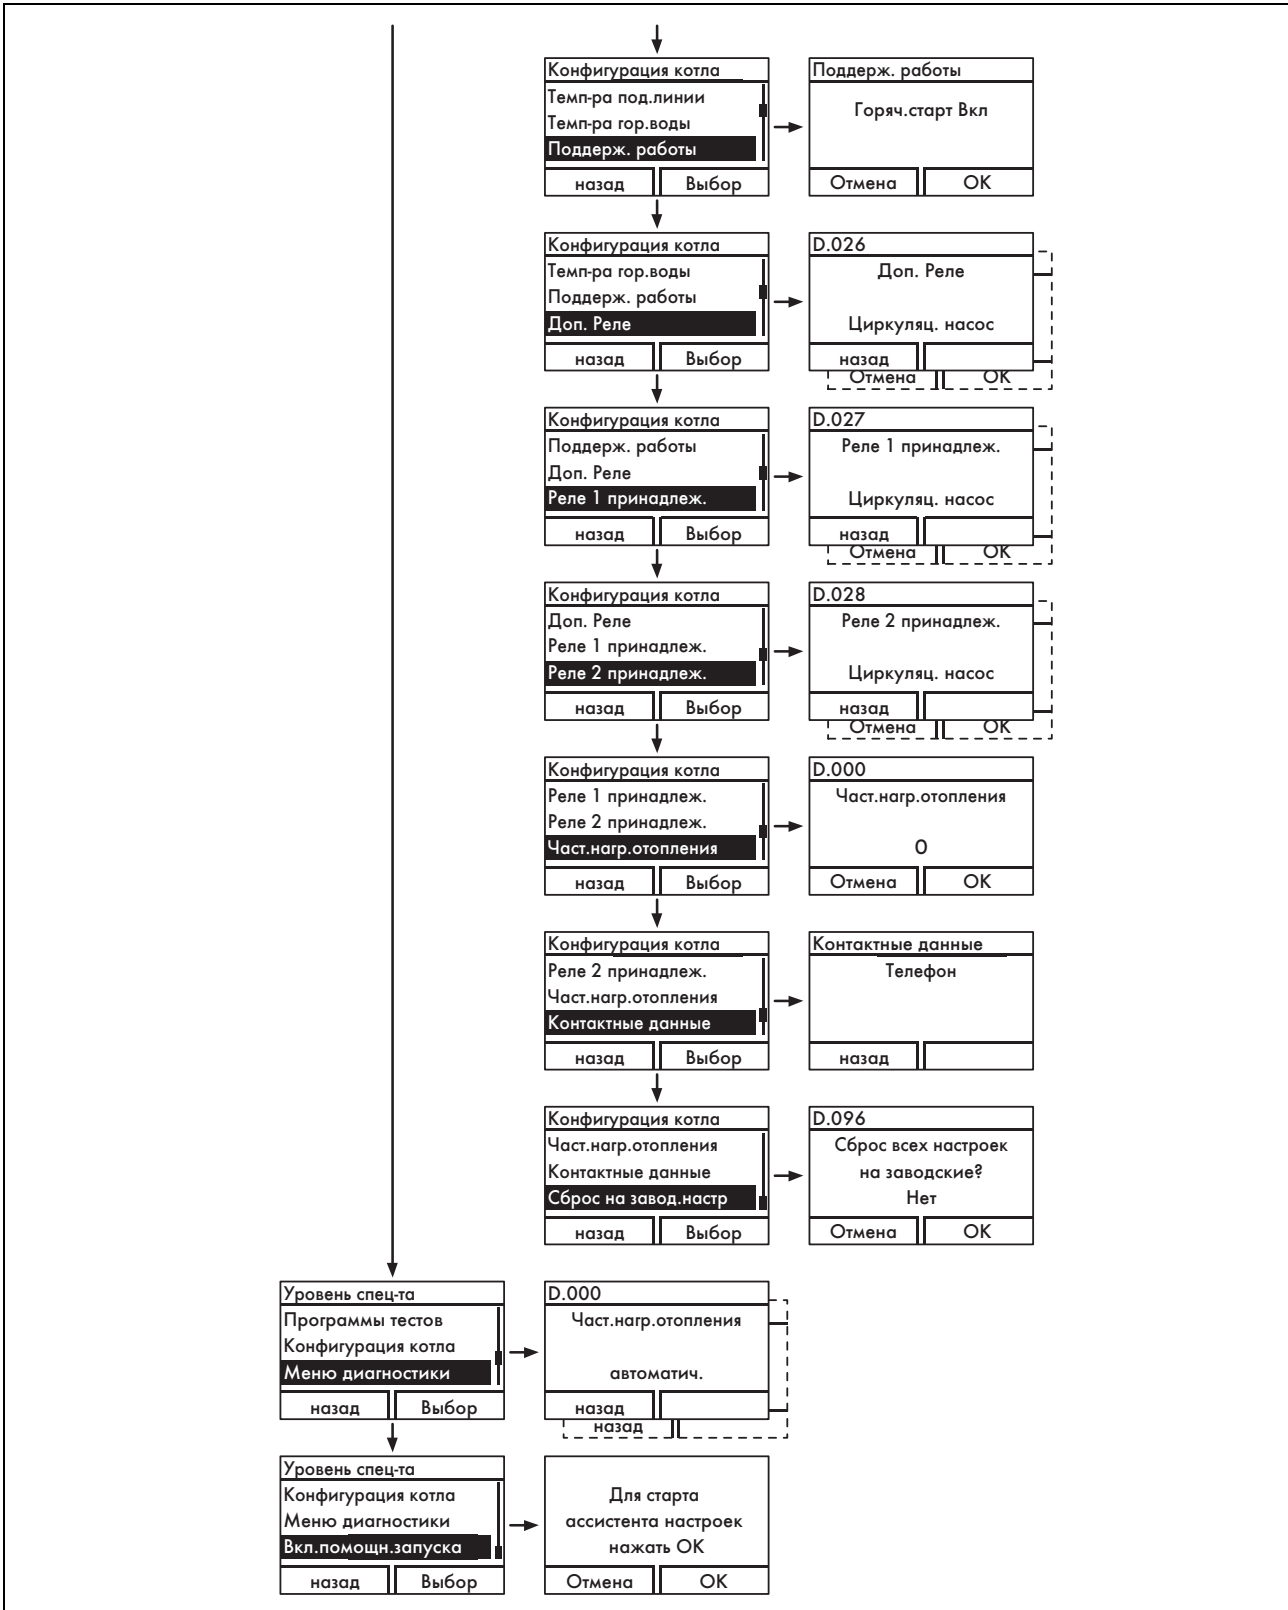 Конфигурация котла
Темп-ра под.линии
Темп-ра гор.воды
Поддерж. работы
назад Выбор
Поддерж. работы
Горяч.старт Вкл
Отмена OK
Конфигурация котла
Темп-ра гор.воды
Поддерж. работы
Доп. Реле
назад Выбор
D.026
Доп. Реле
Циркуляц. насос
назад
Отмена OK
Конфигурация котла
Поддерж. работы
Доп. Реле
Реле 1 принадлеж.
назад Выбор
D.027
Реле 1 принадлеж.
Циркуляц. насос
назад
Отмена OK
Конфигурация котла
Доп. Реле
Реле 1 принадлеж.
Реле 2 принадлеж.
назад Выбор
D.028
Реле 2 принадлеж.
Циркуляц. насос
назад
Отмена OK
Конфигурация котла
Реле 1 принадлеж.
Реле 2 принадлеж.
Част.нагр.отопления
назад Выбор
D.000
Част.нагр.отопления
0
Отмена OK
Конфигурация котла
Реле 2 принадлеж.
Част.нагр.отопления
Контактные данные
назад Выбор
Контактные данные
Телефон
назад
Конфигурация котла
Част.нагр.отопления
Контактные данные
Сброс на завод.настр
назад Выбор
D.096
Сброс всех настроек
на заводские?
Нет
Отмена OK
Уровень спец-та
Программы тестов
Конфигурация котла
Меню диагностики
назад Выбор
D.000
Част.нагр.отопления
автоматич.
назад
назад
Уровень спец-та
Конфигурация котла
Меню диагностики
Вкл.помощн.запуска
назад Выбор
Для старта
ассистента настроек
нажать OK
Отмена OK